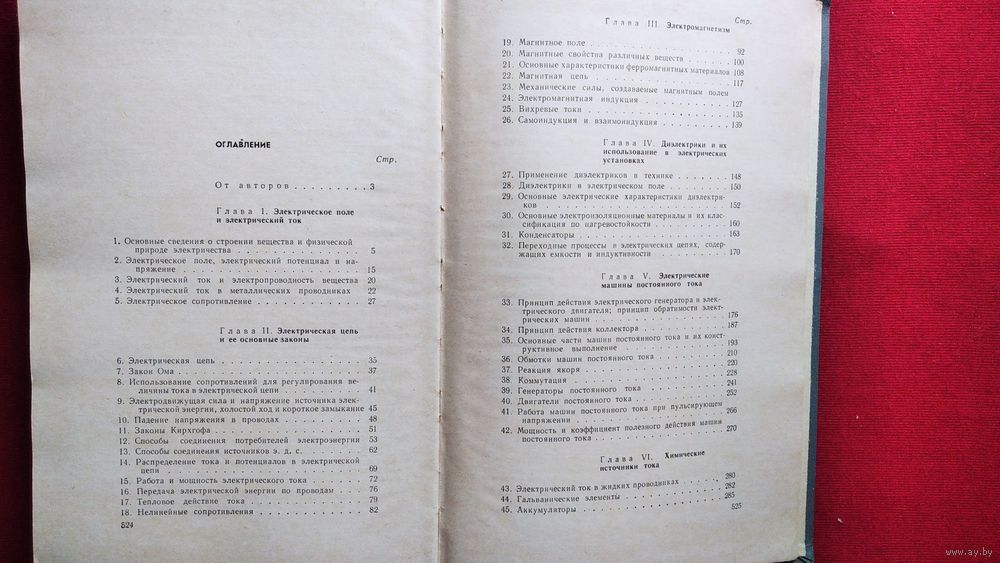 ОГЛАВЛЕНИЕ
Стр.
От авторов . . . . . . . . . 3
Глава I. Электрическое поле
и электрический ток
1. Основные сведения о строении вещества и физической
природе электричества . . . . . . . . . . 5
2. Электрическое поле, электрический потенциал и на-
пряжение . . . . . . . . . . 15
3. Электрический ток и электропроводность вещества 20
4. Электрический ток в металлических проводниках . . 22
5. Электрическое сопротивление . . . . . . . . . 27
Глава II. Электрическая цепь
и ее основные законы
6. Электрическая цепь . . . . . . . . . . 35
7. Закон Ома . . . . . . . . . . 37
8. Использование сопротивлений для регулирования ве-
личины тока в электрической цепи . . . . . . . 41
9. Электродвижущая сила и напряжение источника элек-
трической энергии, холостой ход и короткое замыкание 45
10. Падение напряжения в проводах . . . . . . . 48
11. Законы Кирхгофа . . . . . . . . . . 51
12. Способы соединения потребителей электроэнергии . 53
13. Способы соединения источников э. д. с. . . . . . 62
14. Распределение тока и потенциалов в электрической
цепи . . . . . . . . . . 69
15. Работа и мощность электрического тока . . . . . 72
16. Передача электрической энергии по проводам . . . 76
17. Тепловое действие тока . . . . . . . . . 79
18. Нелинейные сопротивления . . . . . . . . . 82
524
Глава III. Электромагнетизм
Стр.
19. Магнитное поле . . . . . . . . . . 92
20. Магнитные свойства различных веществ . . . . . 100
21. Основные характеристики ферромагнитных материалов 108
22. Магнитная цепь . . . . . . . . . . 117
23. Механические силы, создаваемые магнитным полем
24. Электромагнитная индукция . . . . . . . . 127
25. Вихревые токи . . . . . . . . . . 135
26. Самоиндукция и взаимоиндукция . . . . . . . 139
Глава IV. Диэлектрики и их
использование в электрических
установках
27. Применение диэлектриков в технике . . . . . . 148
28. Диэлектрики в электрическом поле . . . . . . 150
29. Основные электрические характеристики диэлектри-
ков . . . . . . . . . . 152
30. Основные электроизоляционные материалы и их клас-
сификация по нагревостойкости . . . . . . . . 160
31. Конденсаторы . . . . . . . . . . 163
32. Переходные процессы в электрических цепях, содер-
жащих емкости и индуктивности . . . . . . . 170
Глава V. Электрические
машины постоянного тока
33. Принцип действия электрического генератора и элек-
трического двигателя; принцип обратимости элект-
рических машин . . . . . . . . . . 176
34. Принцип действия коллектора . . . . . . . . 187
35. Основные части машин постоянного тока и их конст-
руктивное выполнение . . . . . . . . . . 193
36. Обмотки машин постоянного тока . . . . . . . 210
37. Реакция якоря . . . . . . . . . . 220
38. Коммутация . . . . . . . . . . 228
39. Генераторы постоянного тока . . . . . . . . 241
40. Двигатели постоянного тока . . . . . . . . . 252
41. Работа машин постоянного тока при пульсирующем
напряжении . . . . . . . . . . 266
42. Мощность и коэффициент полезного действия машин
постоянного тока . . . . . . . . . . 270
Глава VI. Химические
источники тока
43. Электрический ток в жидких проводниках . . . . 280
44. Гальванические элементы . . . . . . . . . 282
45. Аккумуляторы . . . . . . . . . . 285
525
www.ay.by